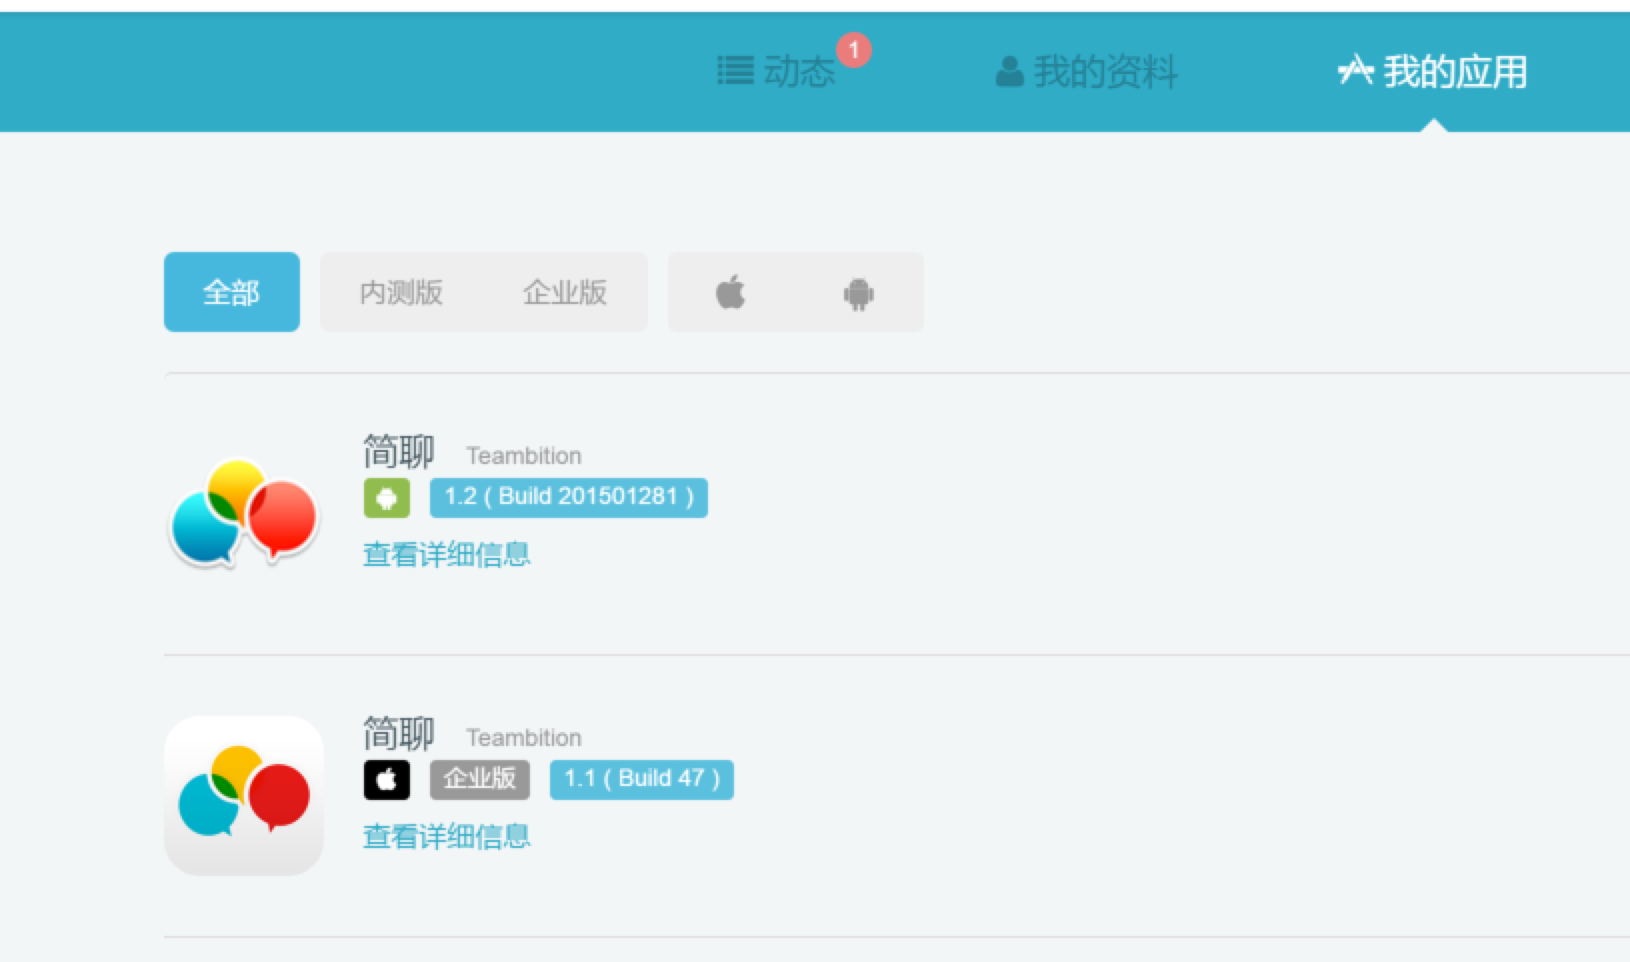 动态 1 我的资料 我的应用
全部 内测版 企业版
简聊 Teambition
1.2 ( Build 201501281 )
查看详细信息
简聊 Teambition
企业版 1.1 ( Build 47 )
查看详细信息